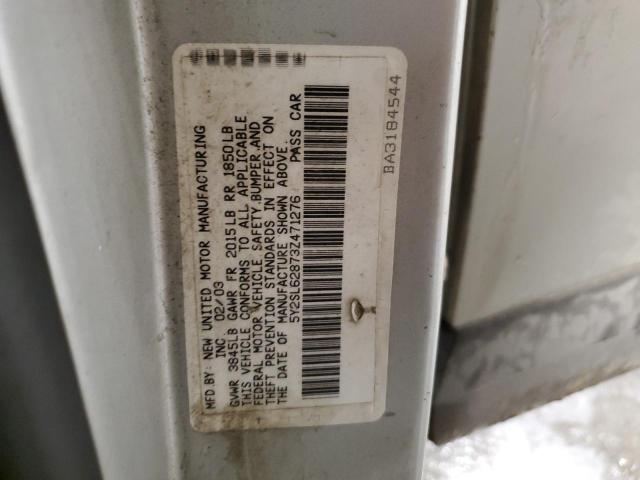 MFD BY: NEW UNITED MOTOR MANUFACTURING
INC 02/03
GVWR 3845LB GAWR FR 2015LB RR 1850LB
THIS VEHICLE CONFORMS TO ALL APPLICABLE
FEDERAL MOTOR VEHICLE SAFETY,BUMPER,AND
THEFT PREVENTION STANDARDS IN EFFECT ON
THE DATE OF MANUFACTURE SHOWN ABOVE.
5Y2SL62873Z471276 PASS CAR
BA3184544